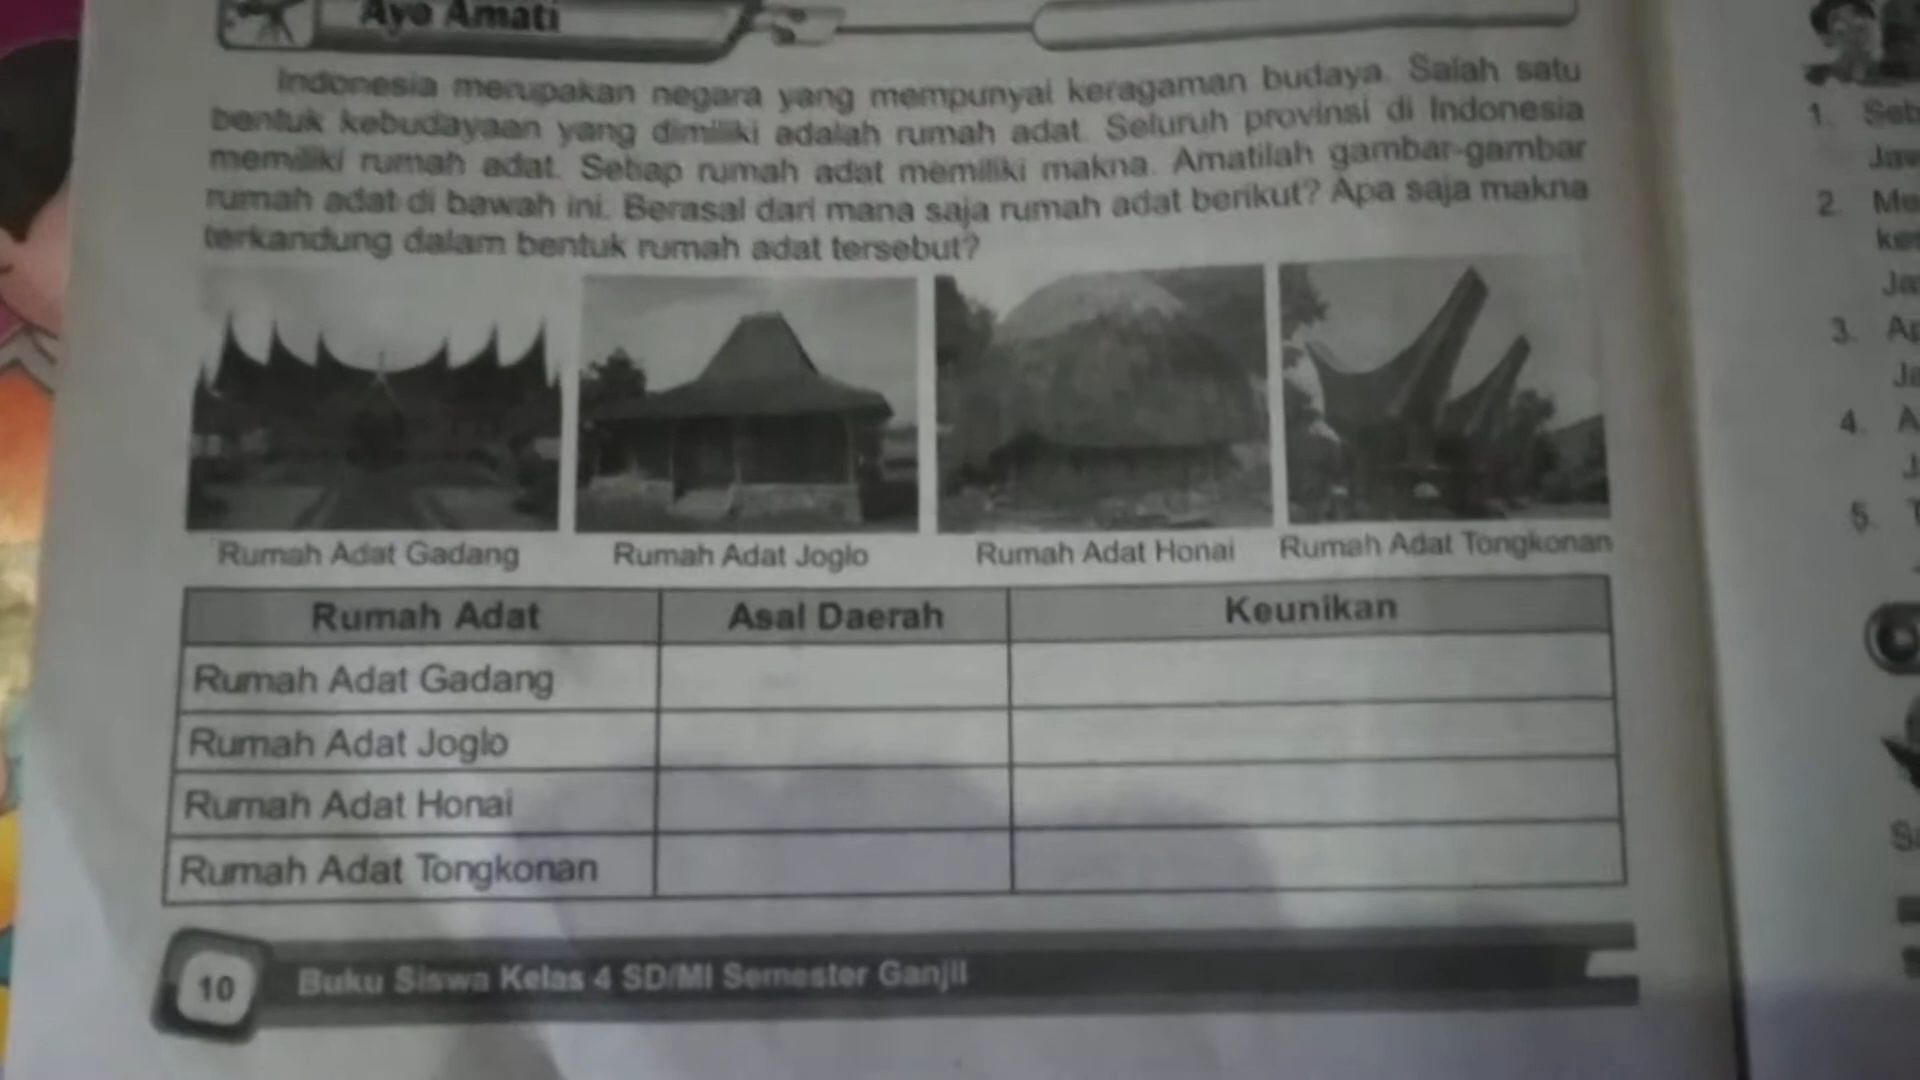 Ayo Amati
Indonesia merupakan negara yang mempunyai keragaman budaya. Salah satu
bentuk kebudayaan yang dimiliki adalah rumah adat. Seluruh provinsi di Indonesia
memiliki rumah adat. Setiap rumah adat memiliki makna. Amatilah gambar-gambar
rumah adat di bawah ini. Berasal dari mana saja rumah adat berikut? Apa saja makna
terkandung dalam bentuk rumah adat tersebut?
Rumah Adat Gadang Rumah Adat Joglo Rumah Adat Honai Rumah Adat Tongkonan
Rumah Adat Asal Daerah Keunikan
Rumah Adat Gadang
Rumah Adat Joglo
Rumah Adat Honai
Rumah Adat Tongkonan
10 Buku Siswa Kelas 4 SD/MI Semester Ganjil
1.
2.
3.
4.
5.